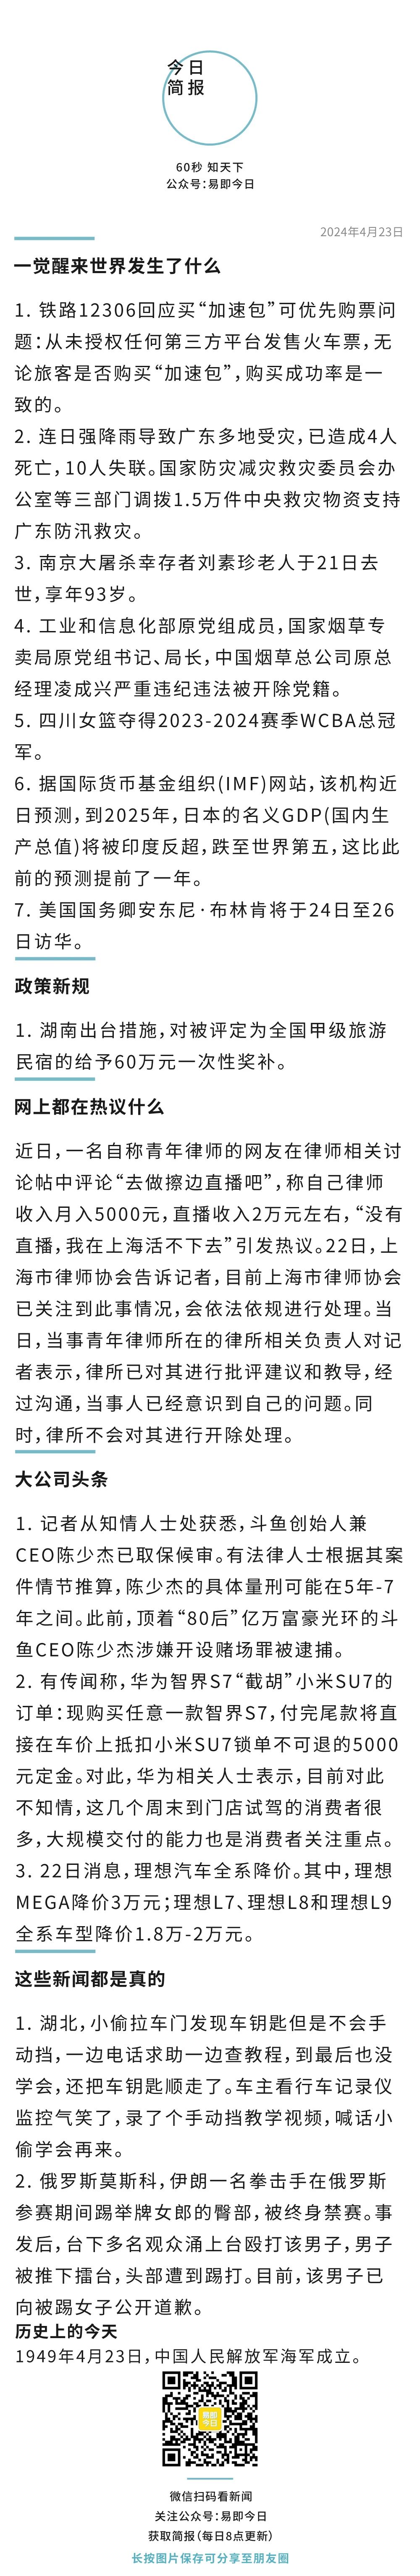 今日
简报
60秒 知天下
公众号：易即今日
2024年4月23日
一觉醒来世界发生了什么
1. 铁路12306回应买“加速包”可优先购票问
题：从未授权任何第三方平台发售火车票，无
论旅客是否购买“加速包”，购买成功率是一
致的。
2. 连日强降雨导致广东多地受灾，已造成4人
死亡，10人失联。国家防灾减灾救灾委员会办
公室等三部门调拨1.5万件中央救灾物资支持
广东防汛救灾。
3. 南京大屠杀幸存者刘素珍老人于21日去
世，享年93岁。
4. 工业和信息化部原党组成员，国家烟草专
卖局原党组书记、局长，中国烟草总公司原总
经理凌成兴严重违纪违法被开除党籍。
5. 四川女篮夺得2023-2024赛季WCBA总冠
军。
6. 据国际货币基金组织(IMF)网站，该机构近
日预测，到2025年，日本的名义GDP(国内生
产总值)将被印度反超，跌至世界第五，这比此
前的预测提前了一年。
7. 美国国务卿安东尼·布林肯将于24日至26
日访华。
政策新规
1. 湖南出台措施，对被评定为全国甲级旅游
民宿的给予60万元一次性奖补。
网上都在热议什么
近日，一名自称青年律师的网友在律师相关讨
论帖中评论“去做擦边直播吧”，称自己律师
收入月入5000元，直播收入2万元左右，“没有
直播，我在上海活不下去”引发热议。22日，上
海市律师协会告诉记者，目前上海市律师协会
已关注到此事情况，会依法依规进行处理。当
日，当事青年律师所在的律所相关负责人对记
者表示，律所已对其进行批评建议和教导，经
过沟通，当事人已经意识到自己的问题。同
时，律所不会对其进行开除处理。
大公司头条
1. 记者从知情人士处获悉，斗鱼创始人兼
CEO陈少杰已取保候审。有法律人士根据其案
件情节推算，陈少杰的具体量刑可能在5年-7
年之间。此前，顶着“80后”亿万富豪光环的斗
鱼CEO陈少杰涉嫌开设赌场罪被逮捕。
2. 有传闻称，华为智界S7“截胡”小米SU7的
订单：现购买任意一款智界S7，付完尾款将直
接在车价上抵扣小米SU7锁单不可退的5000
元定金。对此，华为相关人士表示，目前对此
不知情，这几个周末到门店试驾的消费者很
多，大规模交付的能力也是消费者关注重点。
3. 22日消息，理想汽车全系降价。其中，理想
MEGA降价3万元；理想L7、理想L8和理想L9
全系车型降价1.8万-2万元。
这些新闻都是真的
1. 湖北，小偷拉车门发现车钥匙但是不会手
动挡，一边电话求助一边查教程，到最后也没
学会，还把车钥匙顺走了。车主看行车记录仪
监控气笑了，录了个手动挡教学视频，喊话小
偷学会再来。
2. 俄罗斯莫斯科，伊朗一名拳击手在俄罗斯
参赛期间踢举牌女郎的臀部，被终身禁赛。事
发后，台下多名观众涌上台殴打该男子，男子
被推下擂台，头部遭到踢打。目前，该男子已
向被踢女子公开道歉。
历史上的今天
1949年4月23日，中国人民解放军海军成立。
易即
今日
微信扫码看新闻
关注公众号：易即今日
获取简报（每日8点更新）
长按图片保存可分享至朋友圈